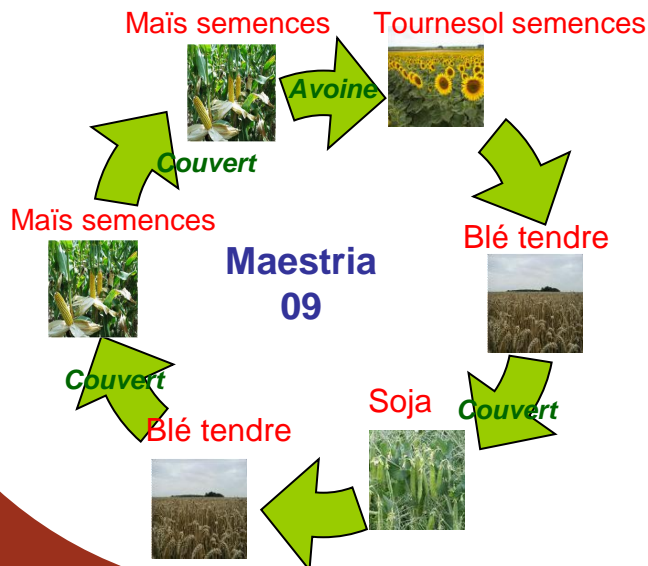 Maïs semences
Tournesol semences
Avoine
Couvert
Maïs semences
Blé tendre
Maestria
09
Couvert
Soja
Couvert
Blé tendre